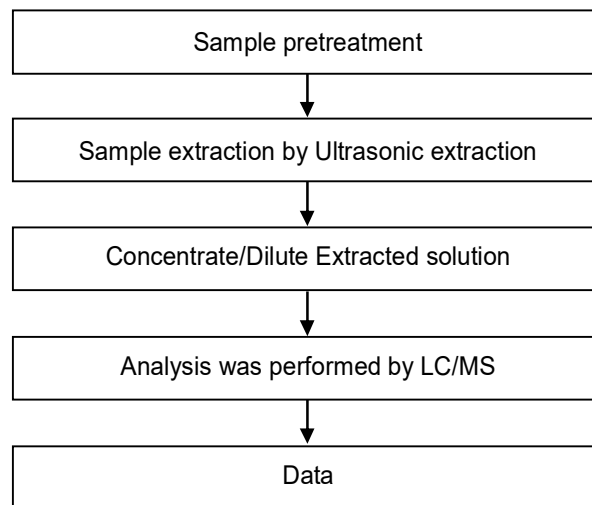 Sample pretreatment
Sample extraction by Ultrasonic extraction
Concentrate/Dilute Extracted solution
Analysis was performed by LC/MS
Data